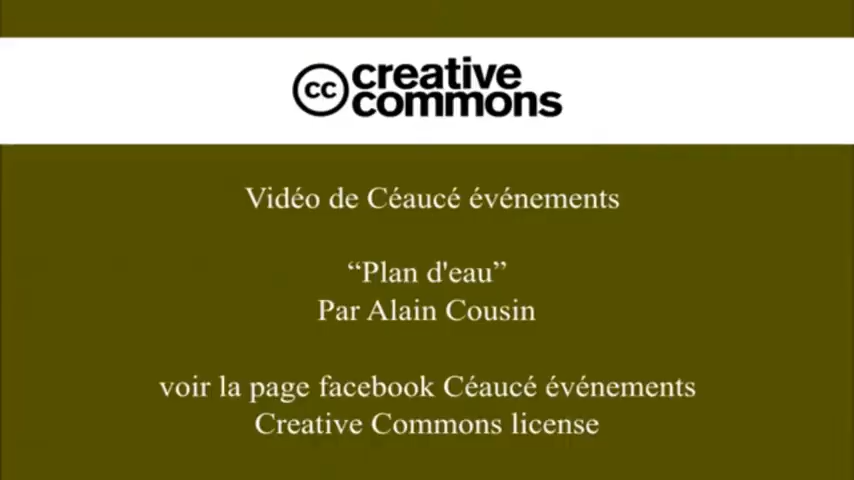 cc creative
commons
Vidéo de Céaucé événements
“Plan d'eau”
Par Alain Cousin
voir la page facebook Céaucé événements
Creative Commons license